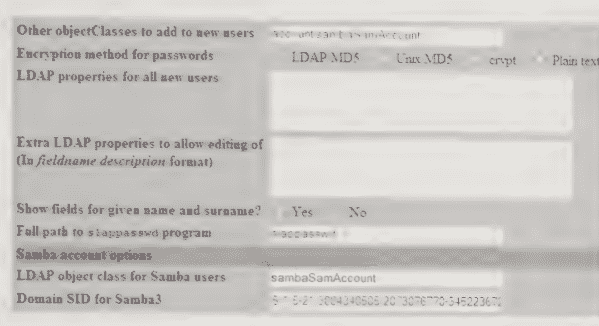 Other objectClasses to add to new users
Encryption method for passwords LDAP MD5 Unix MD5 crypt Plain text
LDAP properties for all new users
Extra LDAP properties to allow editing of
(In fieldname description format)
Show fields for given name and surname? Yes No
Full path to slappasswd program
Samba account options
LDAP object class for Samba users sambaSamAccount
Domain SID for Samba3